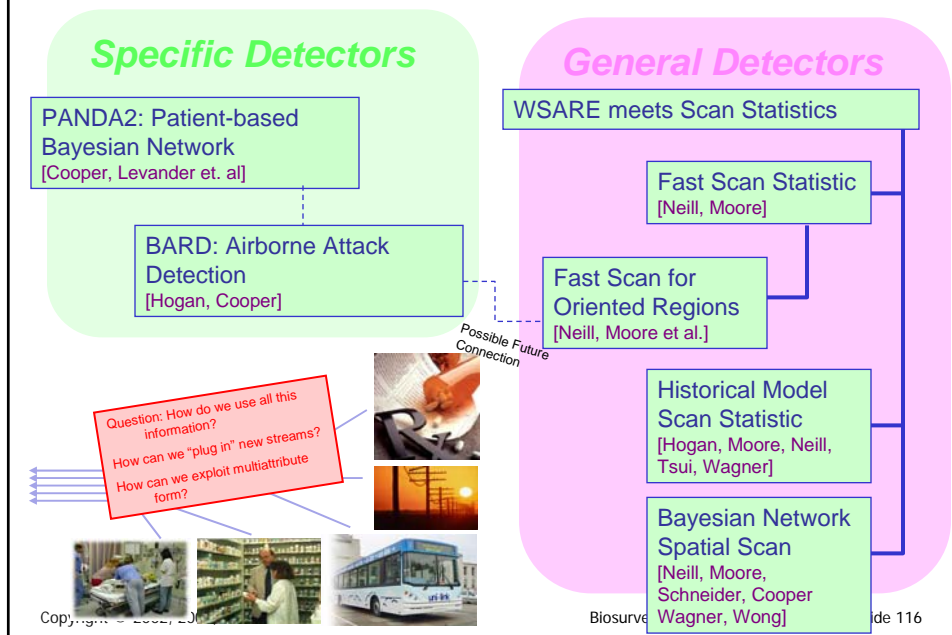 Specific Detectors
General Detectors
PANDA2: Patient-based
Bayesian Network
[Cooper, Levander et. al]
BARD: Airborne Attack
Detection
[Hogan, Cooper]
WSARE meets Scan Statistics
Fast Scan Statistic
[Neill, Moore]
Fast Scan for
Oriented Regions
[Neill, Moore et al.]
Possible Future
Connection
Historical Model
Scan Statistic
[Hogan, Moore, Neill,
Tsui, Wagner]
Bayesian Network
Spatial Scan
[Neill, Moore,
Schneider, Cooper
Wagner, Wong]
Question: How do we use all this
information?
How can we "plug in" new streams?
How can we exploit multiattribute
form?
Rx
uni-link
116